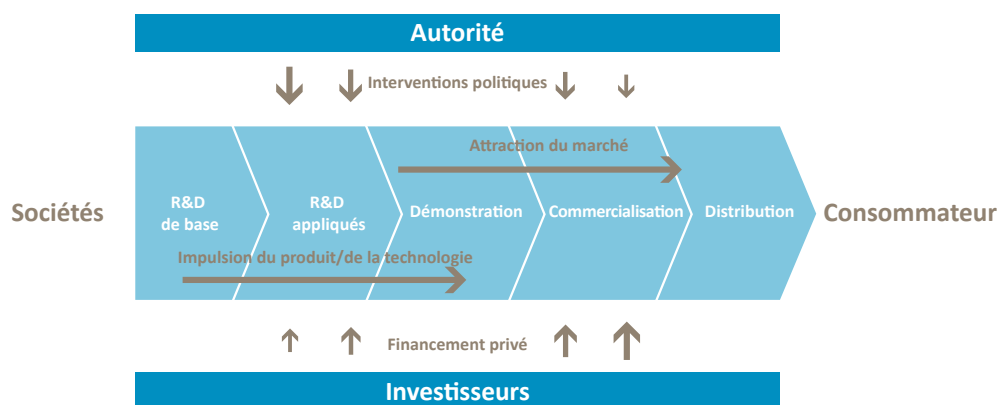 Autorité
Interventions politiques
Attraction du marché
Sociétés
R&D
de base
R&D
appliqués
Démonstration
Commercialisation
Distribution
Consommateur
Impulsion du produit/de la technologie
Financement privé
Investisseurs